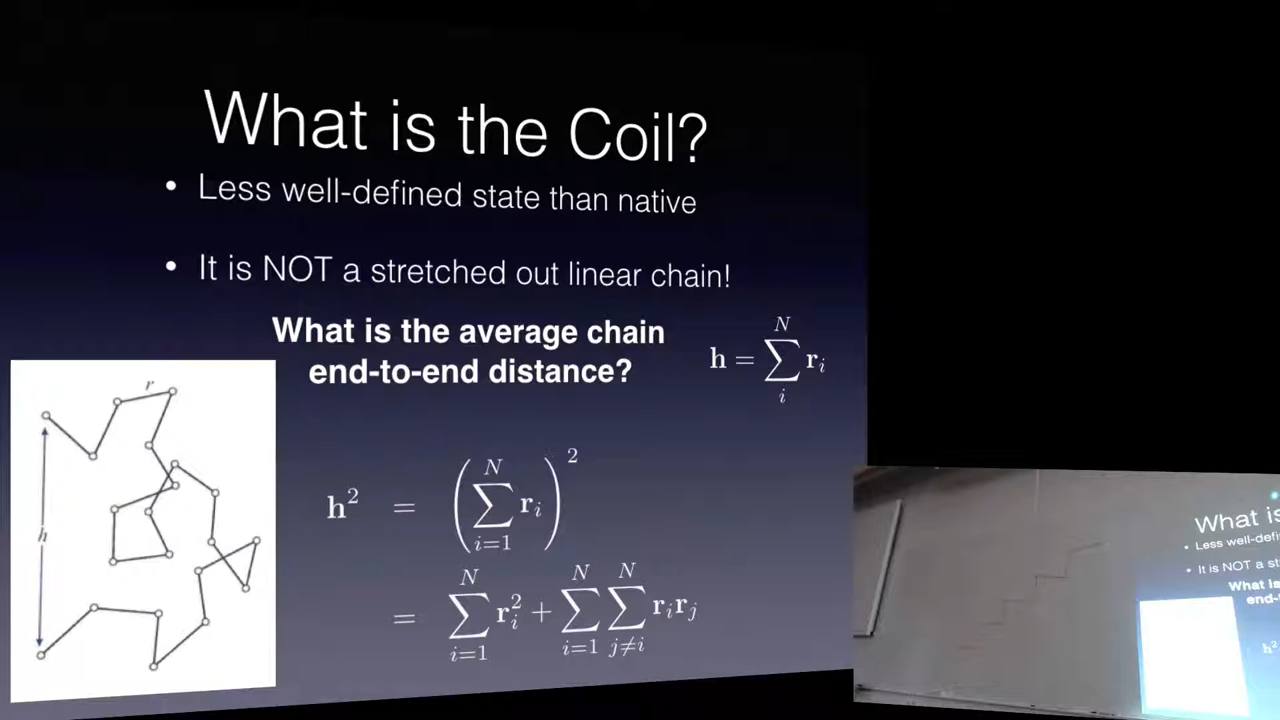 What is the Coil?
• Less well-defined state than native
• It is NOT a stretched out linear chain!
What is the average chain
end-to-end distance?
h = ∑_i^N r_i
r
h
h² = (∑_{i=1}^N r_i)²
= ∑_{i=1}^N r_i² + ∑_{i=1}^N ∑_{j≠i}^N r_i r_j
What is
• Less well-defi
• It is NOT a st
What is
end-t
h²